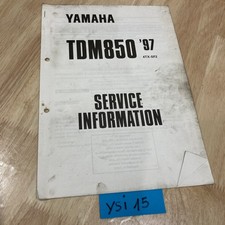 YAMAHA
TDM850 '97
SERVICE
INFORMATION
YSI 15